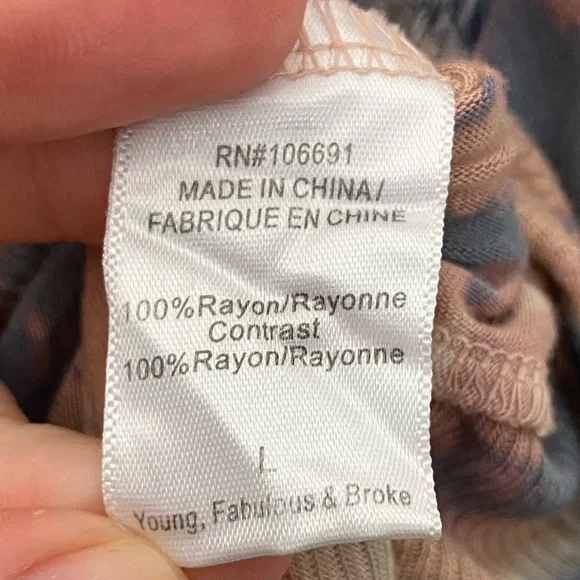 RN#106691
MADE IN CHINA/
FABRIQUE EN CHINE
100%Rayon/Rayonne
Contrast
100%Rayon/Rayonne
L
Young, Fabulous & Broke